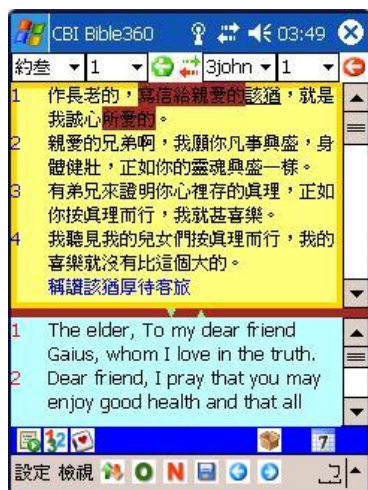 CBI Bible360 03:49
約叁 1 3john 1
1 作長老的，寫信給親愛的該猶，就是
我誠心所愛的。
2 親愛的兄弟啊，我願你凡事興盛，身
體健壯，正如你的靈魂興盛一樣。
3 有弟兄來證明你心裡存的真理，正如
你按真理而行，我就甚喜樂。
4 我聽見我的兒女們按真理而行，我的
喜樂就沒有比這個大的。
稱讚該猶厚待客旅
1 The elder, To my dear friend
Gaius, whom I love in the truth.
2 Dear friend, I pray that you may
enjoy good health and that all
32 7
設定 檢視 O N